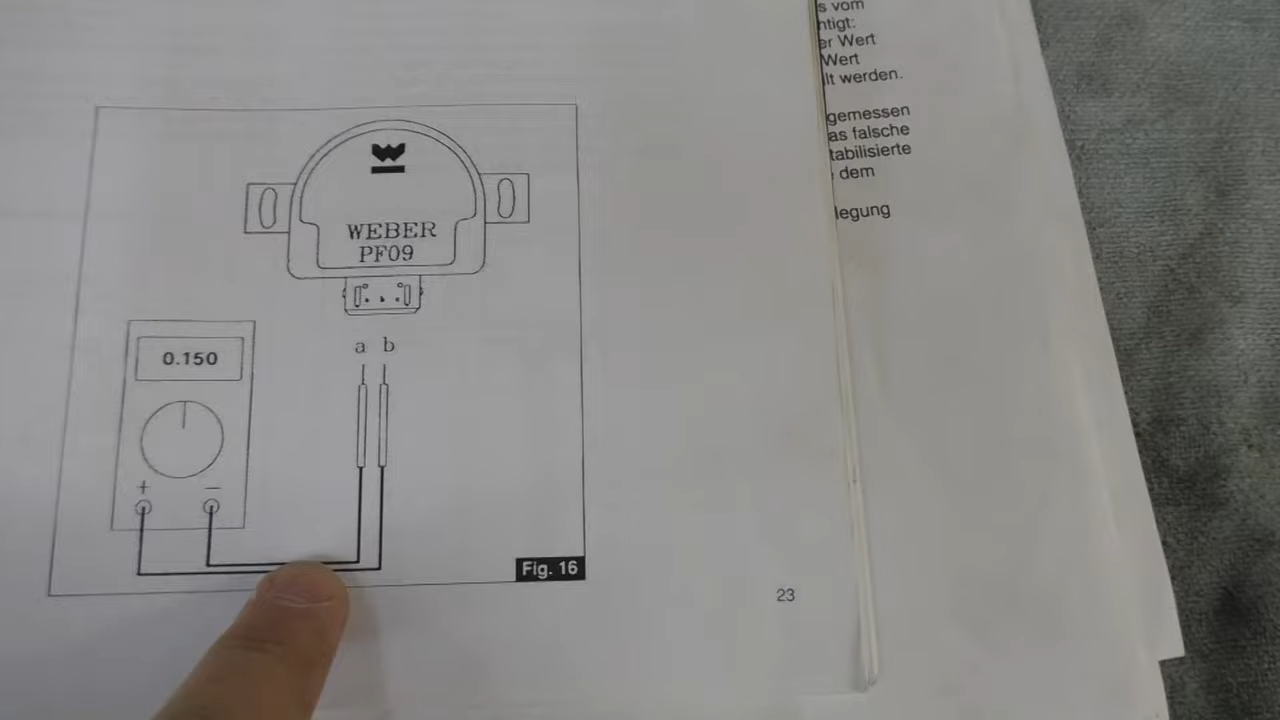 s vom
htigt:
er Wert
Wert
lt werden.
gemessen
as falsche
tabilisierte
dem
legung
WEBER
PF09
0.150
a b
+ –
Fig. 16
23